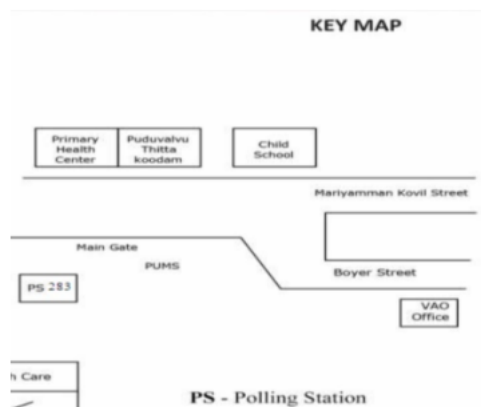 KEY MAP
Primary
Health
Center
Puduvalvu
Thitta
koodam
Child
School
Mariyamman Kovil Street
Main Gate
PUMS
Boyer Street
PS 283
VAO
Office
h Care
PS - Polling Station